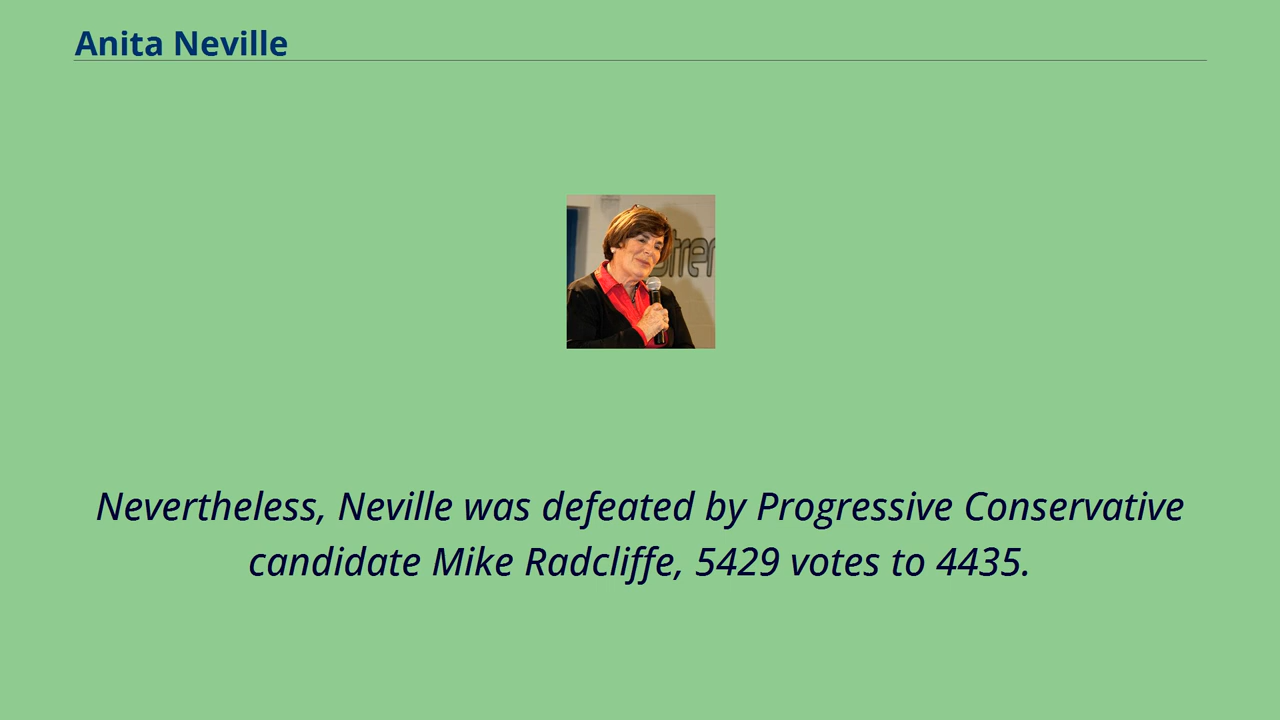 Anita Neville
Nevertheless, Neville was defeated by Progressive Conservative
candidate Mike Radcliffe, 5429 votes to 4435.